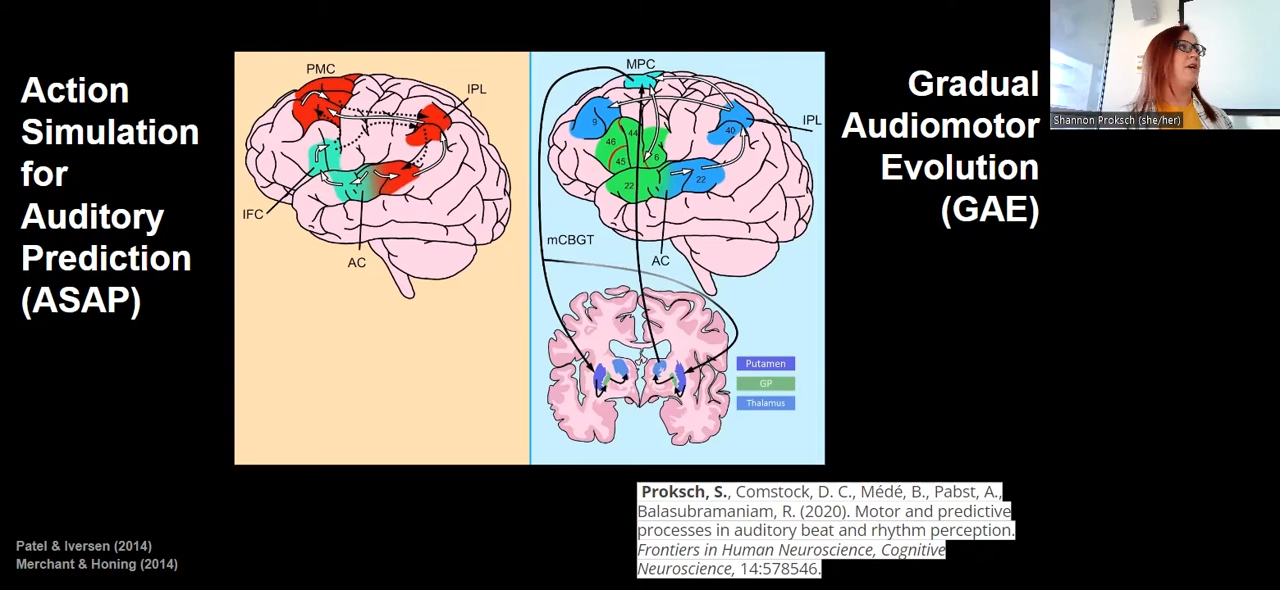 Action
Simulation
for
Auditory
Prediction
(ASAP)
PMC
IPL
IFC
AC
MPC
IPL
9
46
44
45
6
40
22
22
mCBGT
AC
Putamen
GP
Thalamus
Gradual
Audiomotor
Evolution
(GAE)
Shannon Proksch (she/her)
Proksch, S., Comstock, D. C., Médé, B., Pabst, A.,
Balasubramaniam, R. (2020). Motor and predictive
processes in auditory beat and rhythm perception.
Frontiers in Human Neuroscience, Cognitive
Neuroscience, 14:578546.
Patel & Iversen (2014)
Merchant & Honing (2014)